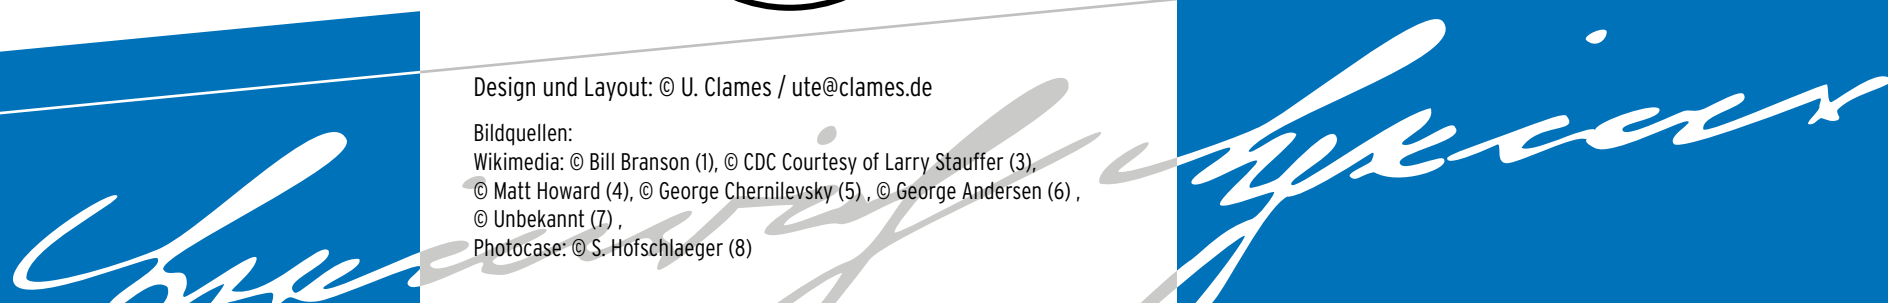 Design und Layout: © U. Clames / ute@clames.de
Bildquellen:
Wikimedia: © Bill Branson (1), © CDC Courtesy of Larry Stauffer (3),
© Matt Howard (4), © George Chernilevsky (5) , © George Andersen (6) ,
© Unbekannt (7) ,
Photocase: © S. Hofschlaeger (8)